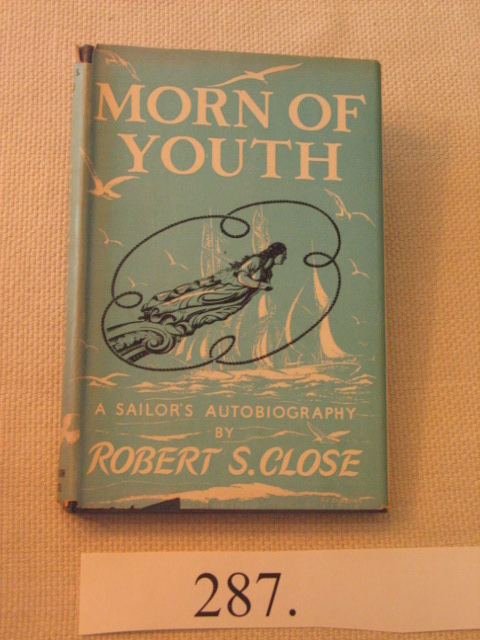 MORN OF
YOUTH
A SAILOR'S AUTOBIOGRAPHY
BY
ROBERT S. CLOSE
287.